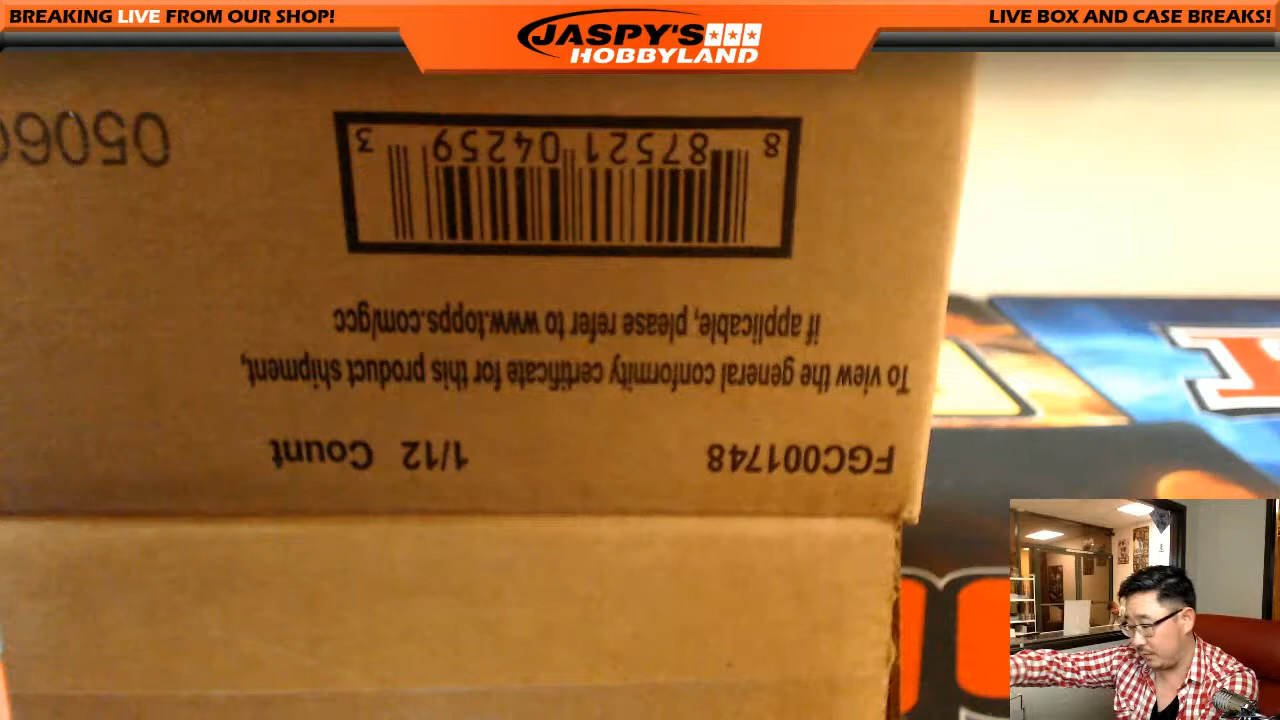 BREAKING LIVE FROM OUR SHOP!
JASPY'S
HOBBYLAND
LIVE BOX AND CASE BREAKS!
FGC001748 1/12 Count
To view the general conformity certificate for this product shipment,
if applicable, please refer to www.topps.com/gcc
8 87521 04259 3
0506